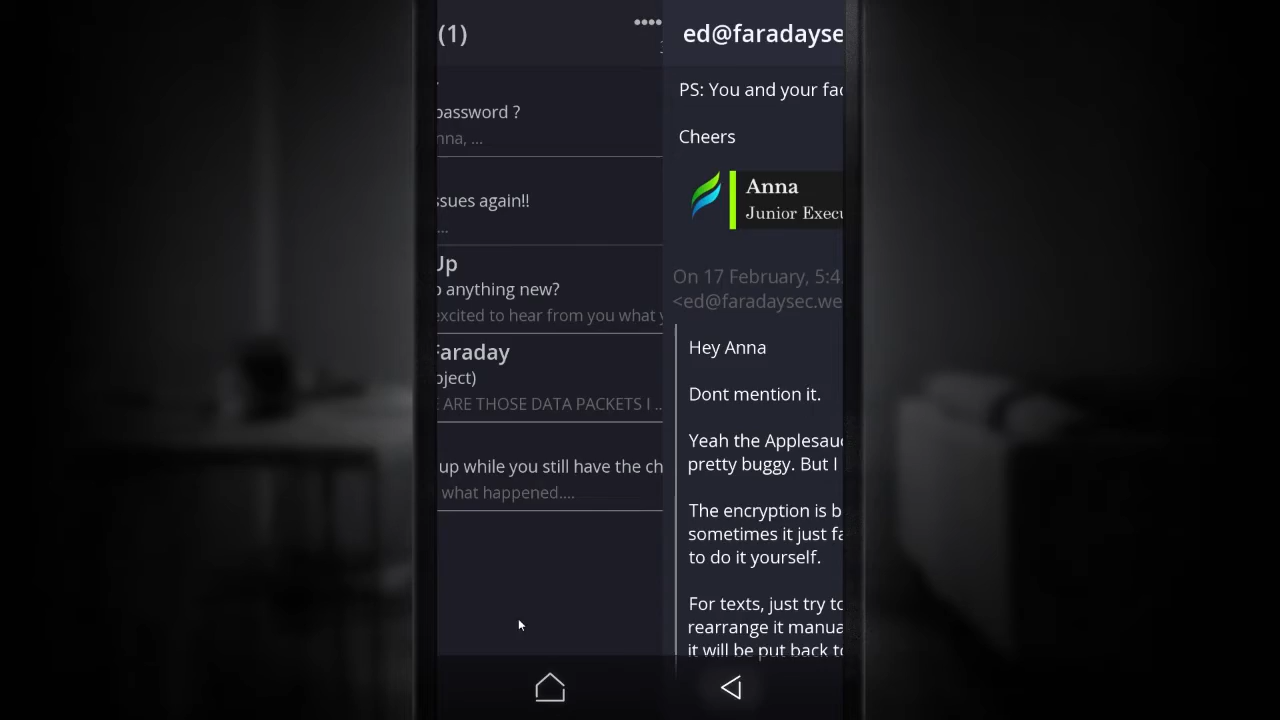 (1)
password ?
nna, ...
ssues again!!
...
Up
anything new?
excited to hear from you what
Faraday
oject)
ARE THOSE DATA PACKETS I ..
up while you still have the ch
what happened....
ed@faradayse
PS: You and your fac
Cheers
Anna
Junior Execu
On 17 February, 5:4
<ed@faradaysec.we
Hey Anna
Dont mention it.
Yeah the Applesauc
pretty buggy. But I
The encryption is b
sometimes it just fa
to do it yourself.
For texts, just try to
rearrange it manua
it will be put back to